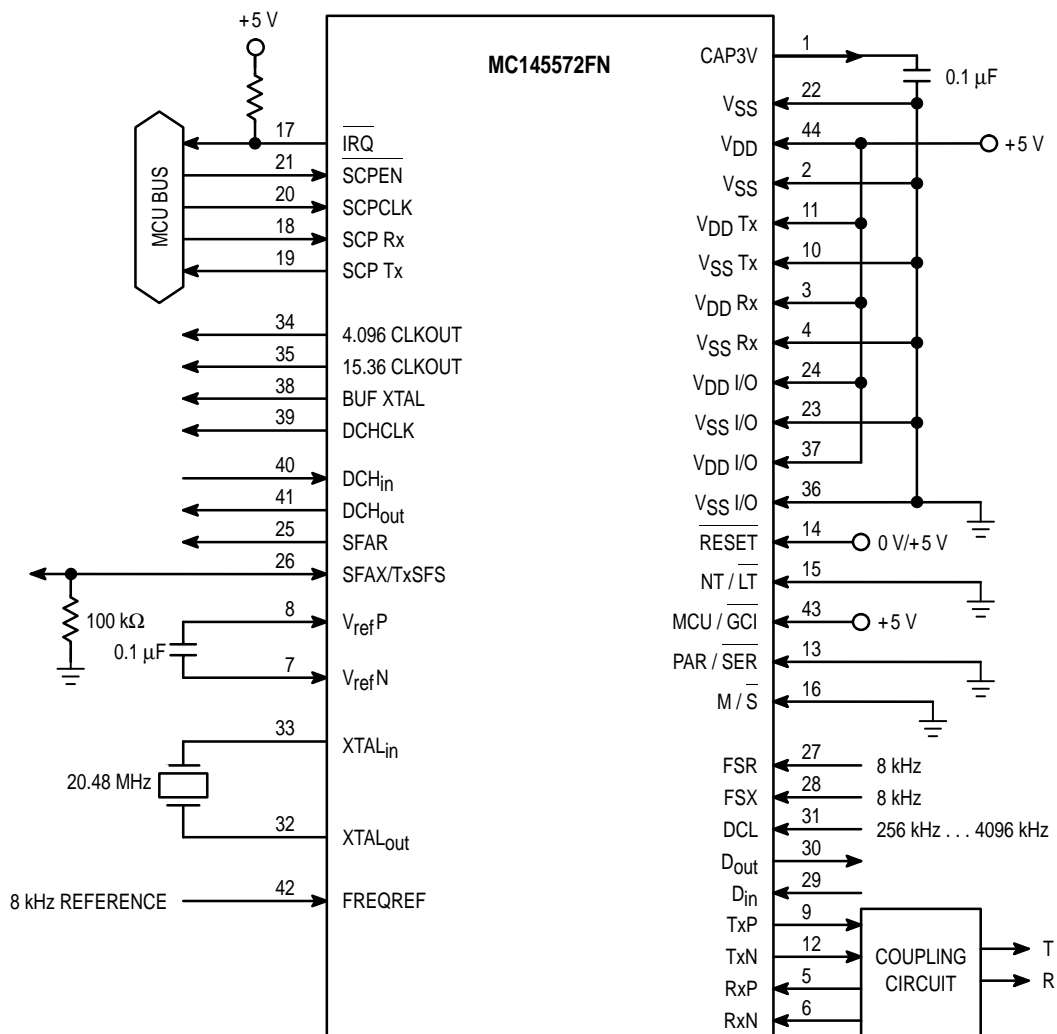 +5 V
MC145572FN
MCU BUS
17 IRQ
21 SCPEN
20 SCPCLK
18 SCP Rx
19 SCP Tx
34 4.096 CLKOUT
35 15.36 CLKOUT
38 BUF XTAL
39 DCHCLK
40 DCHin
41 DCHout
25 SFAR
26 SFAX/TxSFS
100 kΩ
8 VrefP
0.1 µF
7 VrefN
33 XTALin
20.48 MHz
32 XTALout
8 kHz REFERENCE 42 FREQREF
CAP3V 1
0.1 µF
VSS 22
VDD 44 +5 V
VSS 2
VDD Tx 11
VSS Tx 10
VDD Rx 3
VSS Rx 4
VDD I/O 24
VSS I/O 23
VDD I/O 37
VSS I/O 36
RESET 14 0 V/+5 V
NT / LT 15
MCU / GCI 43 +5 V
PAR / SER 13
M / S 16
FSR 27 8 kHz
FSX 28 8 kHz
DCL 31 256 kHz . . . 4096 kHz
Dout 30
Din 29
TxP 9
TxN 12
RxP 5
RxN 6
COUPLING
CIRCUIT
T
R